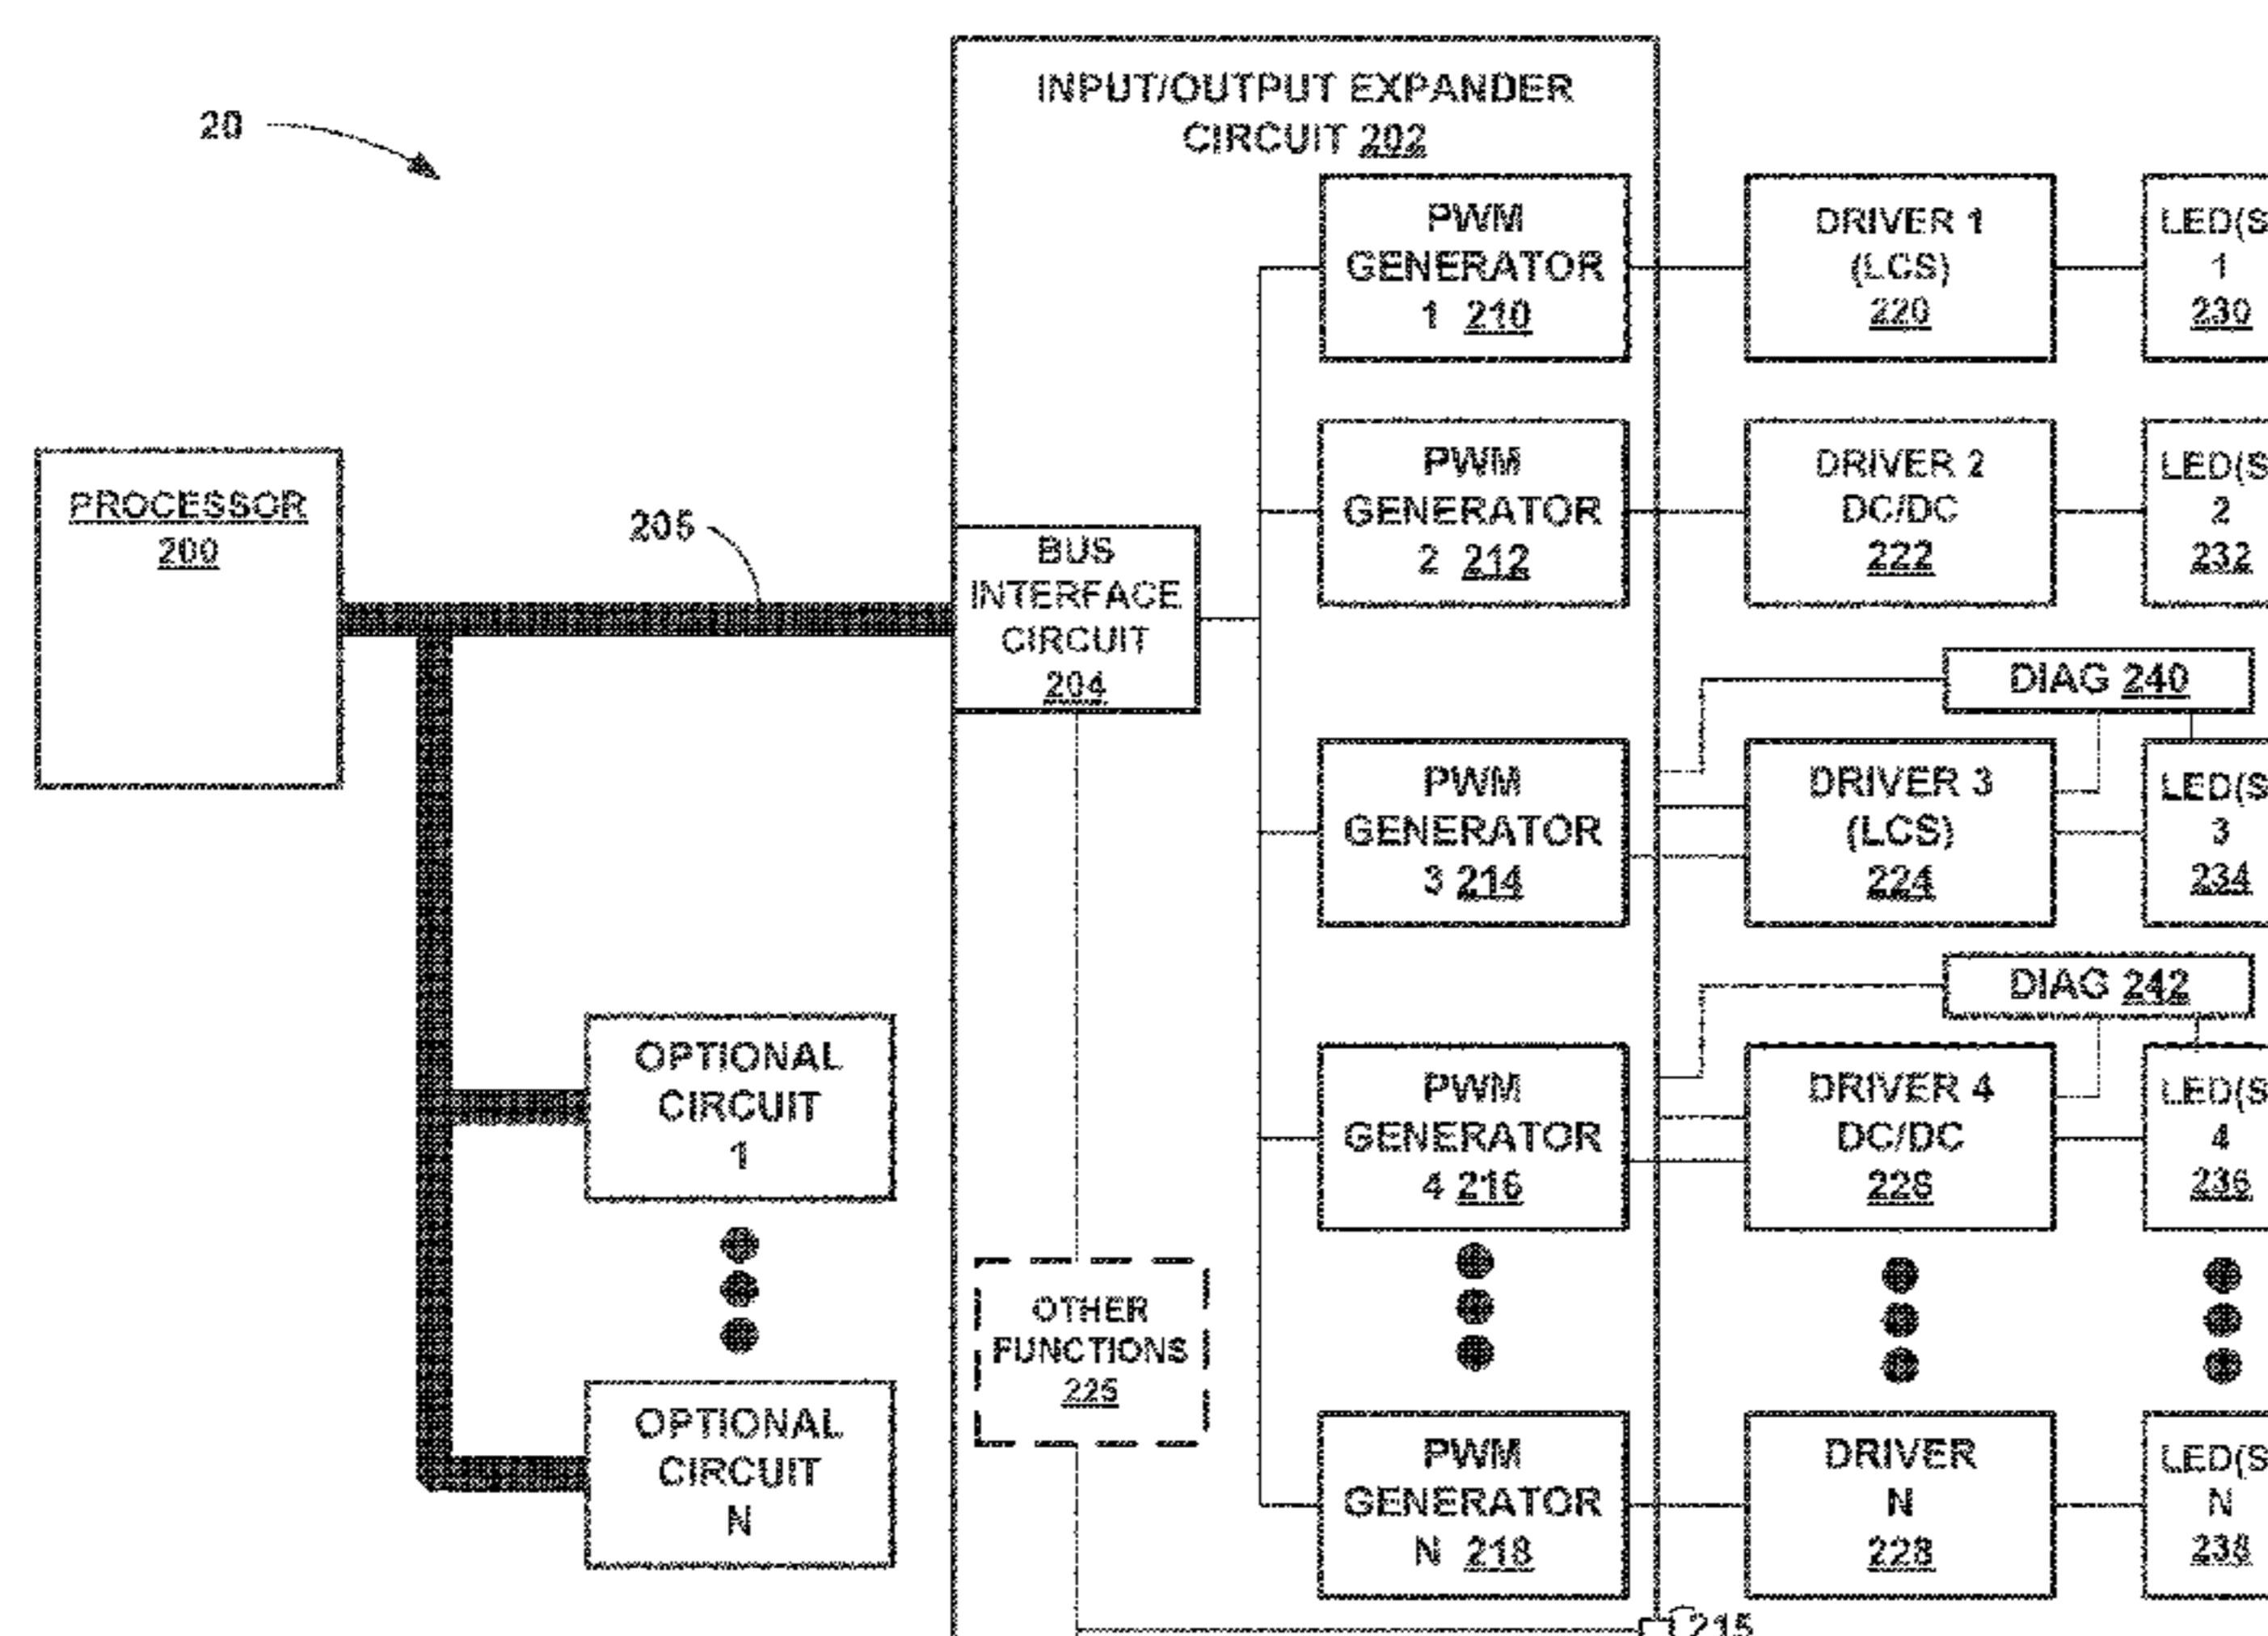 20
INPUT/OUTPUT EXPANDER
CIRCUIT 202
PROCESSOR
200
205
BUS
INTERFACE
CIRCUIT
204
PWM
GENERATOR
1 210
DRIVER 1
(LCS)
220
LED(S
1
230
PWM
GENERATOR
2 212
DRIVER 2
DC/DC
222
LED(S
2
232
DIAG 240
PWM
GENERATOR
3 214
DRIVER 3
(LCS)
224
LED(S
3
234
DIAG 242
PWM
GENERATOR
4 216
DRIVER 4
DC/DC
LED(S
4
236
OPTIONAL
CIRCUIT
1
OTHER
FUNCTIONS
OPTIONAL
CIRCUIT
N
PWM
GENERATOR
N 218
DRIVER
N
228
LED(S
N
238
215